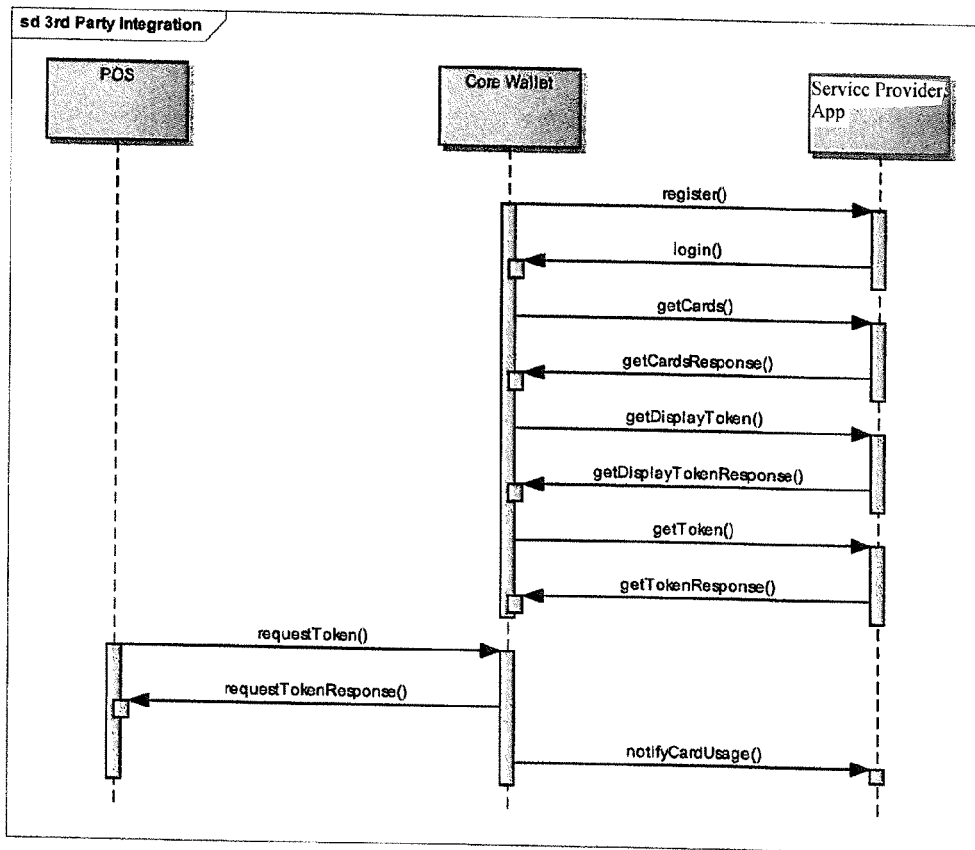 sd 3rd Party Integration
POS
Core Wallet
Service Provider
App
register()
login()
getCards()
getCardsResponse()
getDisplayToken()
getDisplayTokenResponse()
getToken()
getTokenResponse()
requestToken()
requestTokenResponse()
notifyCardUsage()